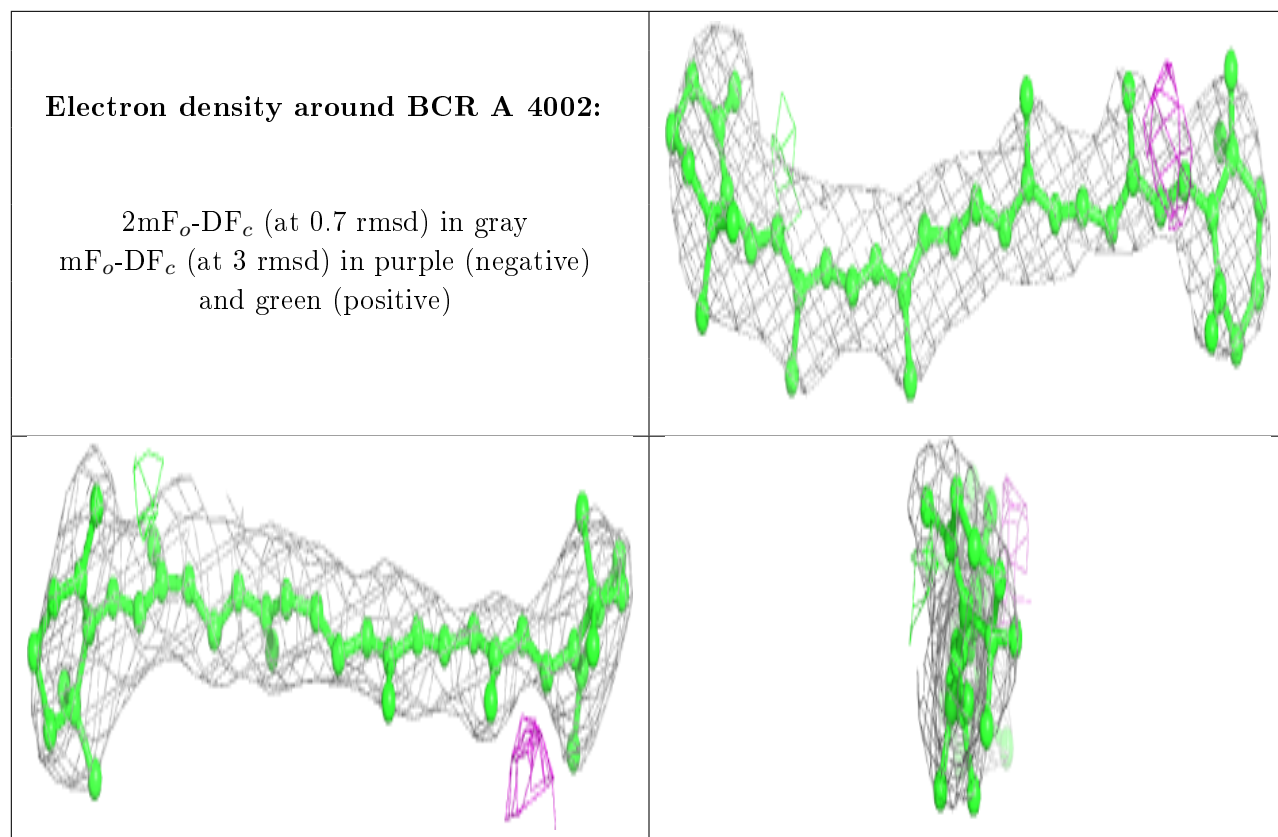 Electron density around BCR A 4002:
2mFo-DFc (at 0.7 rmsd) in gray
mFo-DFc (at 3 rmsd) in purple (negative)
and green (positive)